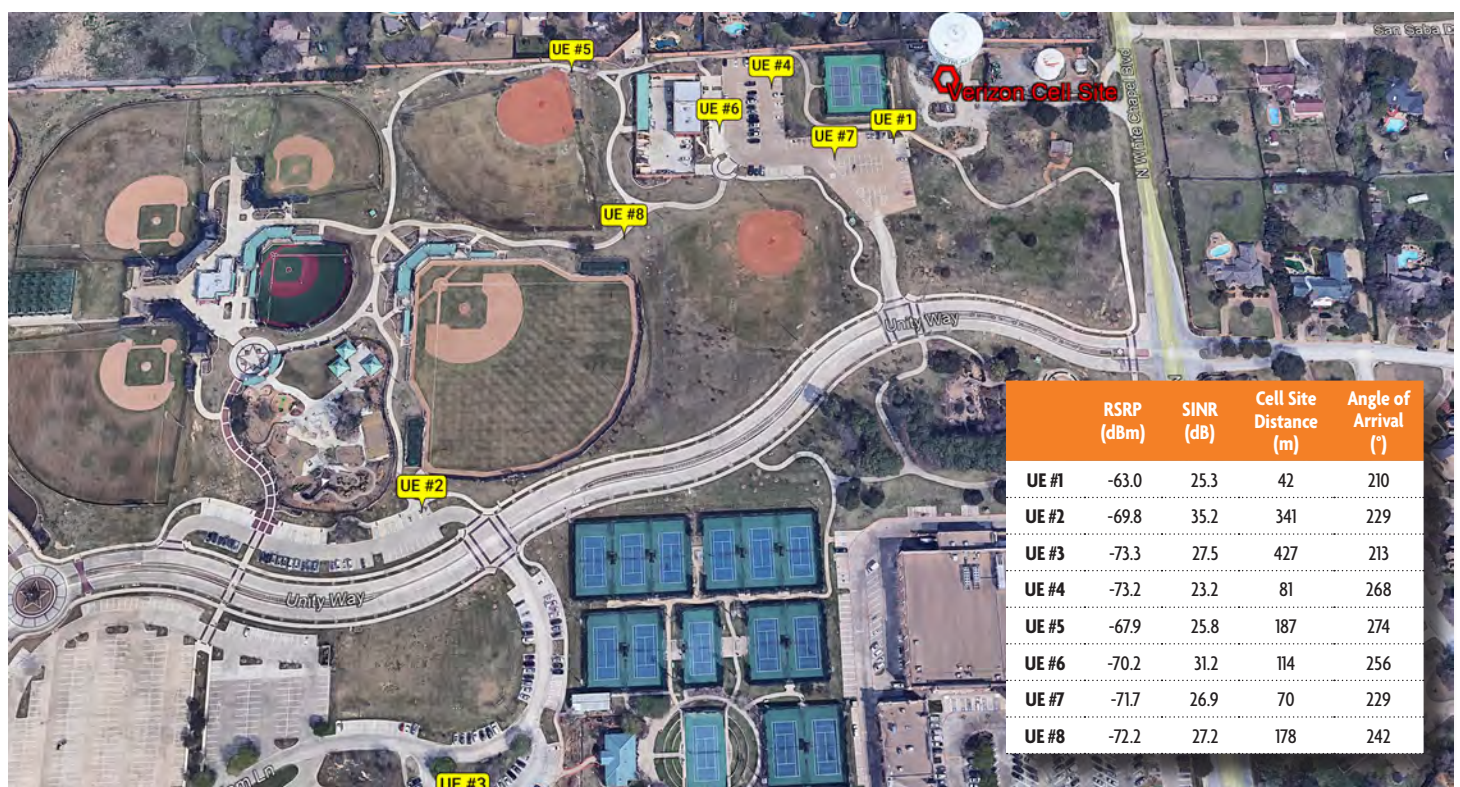 San Saba D
UE #5
UE #4
Verizon Cell Site
UE #6
UE #1
UE #7
N White Chapel Blvd
UE #8
Unity Way
UE #2
Unity Way
UE #3
RSRP (dBm) SINR (dB) Cell Site Distance (m) Angle of Arrival (°)
UE #1 -63.0 25.3 42 210
UE #2 -69.8 35.2 341 229
UE #3 -73.3 27.5 427 213
UE #4 -73.2 23.2 81 268
UE #5 -67.9 25.8 187 274
UE #6 -70.2 31.2 114 256
UE #7 -71.7 26.9 70 229
UE #8 -72.2 27.2 178 242